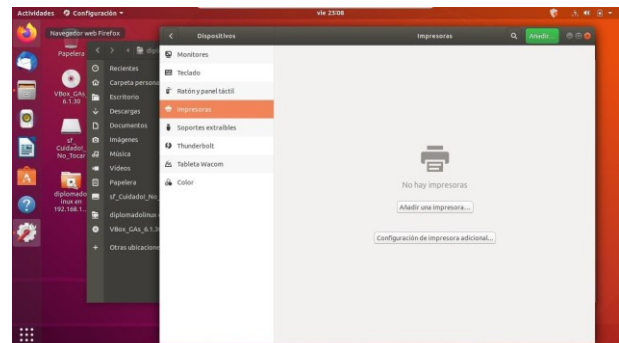 Actividades
Configuración
vie 23:08
Navegador web Firefox
Dispositivos
Impresoras
Añadir...
Papelera
VBox_GAs_
6.1.30
sf_
Cuidado!_
No_Tocar
diplomado
linux en
192.168.1...
Recientes
Carpeta persona
Escritorio
Descargas
Documentos
Imágenes
Música
Vídeos
Papelera
sf_Cuidado!_No_
diplomadolinux
VBox_GAs_6.1.3
Otras ubicacione
Monitores
Teclado
Ratón y panel táctil
Impresoras
Soportes extraíbles
Thunderbolt
Tableta Wacom
Color
No hay impresoras
Añadir una impresora...
Configuración de impresora adicional...